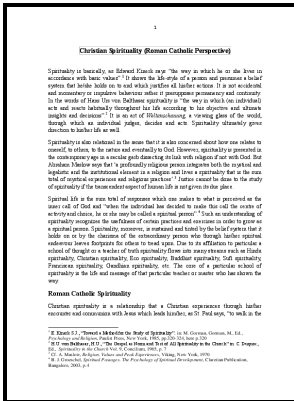 1
Christian Spirituality (Roman Catholic Perspective)
Spirituality is basically, as Edward Kinerk says "the way in which he or she lives in
accordance with basic values".1 It shows the life-style of a person and presumes a belief
system that he/she holds on to and which justifies all his/her actions. It is not accidental
and momentary or impulsive behaviour rather it presupposes permanency and continuity.
In the words of Hans Urs von Balthasar spirituality is "the way in which (an individual)
acts and reacts habitually throughout his life according to his objective and ultimate
insights and decisions".2 It is an act of Weltanschauung, a viewing glass of the world,
through which an individual judges, decides and acts. Spirituality ultimately gives
direction to his/her life as well.
Spirituality is also relational in the sense that it is also concerned about how one relates to
oneself, to others, to the nature and eventually to God. However, spirituality is presented in
the contemporary age in a secular garb dissecting its link with religion if not with God. But
Abraham Maslow says that "a profoundly religious person integrates both the mystical and
legalistic and the institutional element in a religion and lives a spirituality that is the sum
total of mystical experiences and religious practices".3 Justice cannot be done to the study
of spirituality if the transcendent aspect of human life is not given its due place.
Spiritual life is the sum total of responses which one makes to what is perceived as the
inner call of God and "when the individual has decided to make this call the centre of
activity and choice, he or she may be called a spiritual person".4 Such an understanding of
spirituality recognizes the usefulness of certain practices and exercises in order to grow as
a spiritual person. Spirituality, moreover, is sustained and tested by the belief system that it
holds on to or by the charisma of the extraordinary person who through his/her spiritual
endeavour leaves footprints for others to tread upon. Due to its affiliation to particular a
school of thought or a teacher of truth spirituality flows into many streams such as Hindu
spirituality, Christian spirituality, Eco spirituality, Buddhist spirituality, Sufi spirituality,
Franciscan spirituality, Gandhian spirituality, etc. The core of a particular school of
spirituality is the life and message of that particular teacher or master who has shown the
way.
Roman Catholic Spirituality
Christian spirituality is a relationship that a Christian experiences through his/her
encounter and communion with Jesus which leads him/her, as St. Paul says, "to walk in the
1 E. Kinerk S.J., "Toward a Method for the Study of Spirituality", in: M. Gorman, Gorman, M., Ed.,
Psychology and Religion, Paulist Press, New York, 1985, pp.320-324, here p.320
2 H.U. von Balthasar, H.U., "The Gospel as Norm and Test of All Spirituality in the Church" in: C. Duquoc,
Ed., Spirituality in the Church Vol. 9, Concilium, 1965, p. 7
3 Cf. A. Maslow, Religion, Values and Peak Experiences, Viking, New York, 1970
4 B. J. Groeschel, Spiritual Passages, The Psychology of Spiritual Development, Claretian Publication,
Bangalore, 2003, p.4